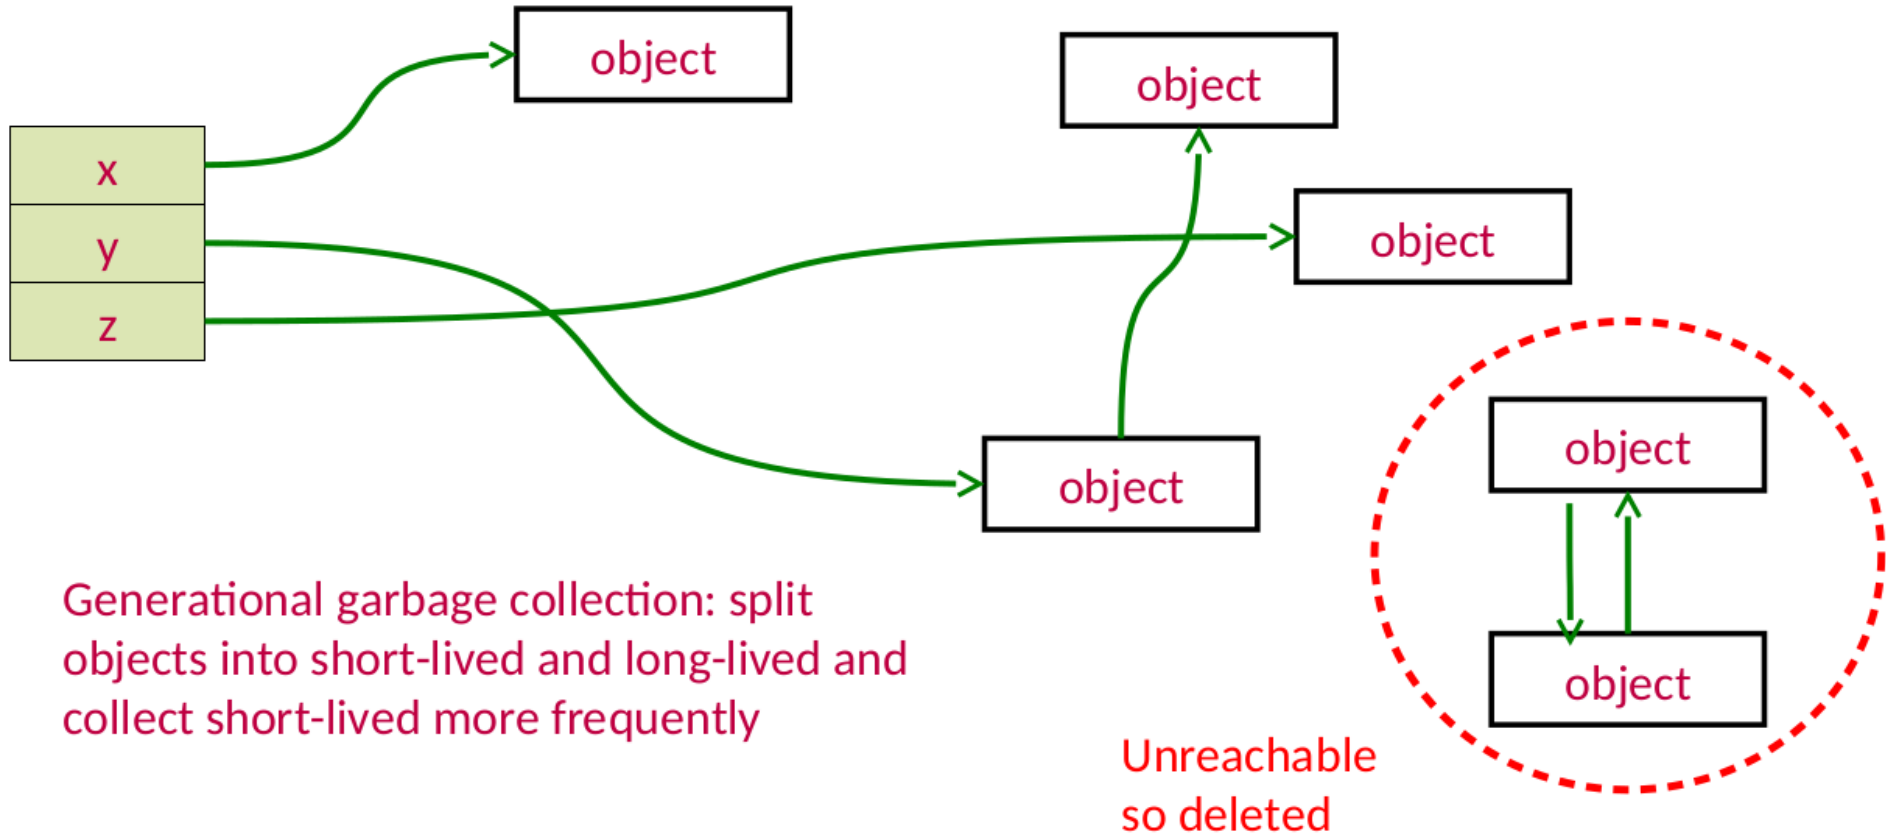 object
object
x
y
object
z
object
object
Generational garbage collection: split
objects into short-lived and long-lived and
collect short-lived more frequently
object
Unreachable
so deleted